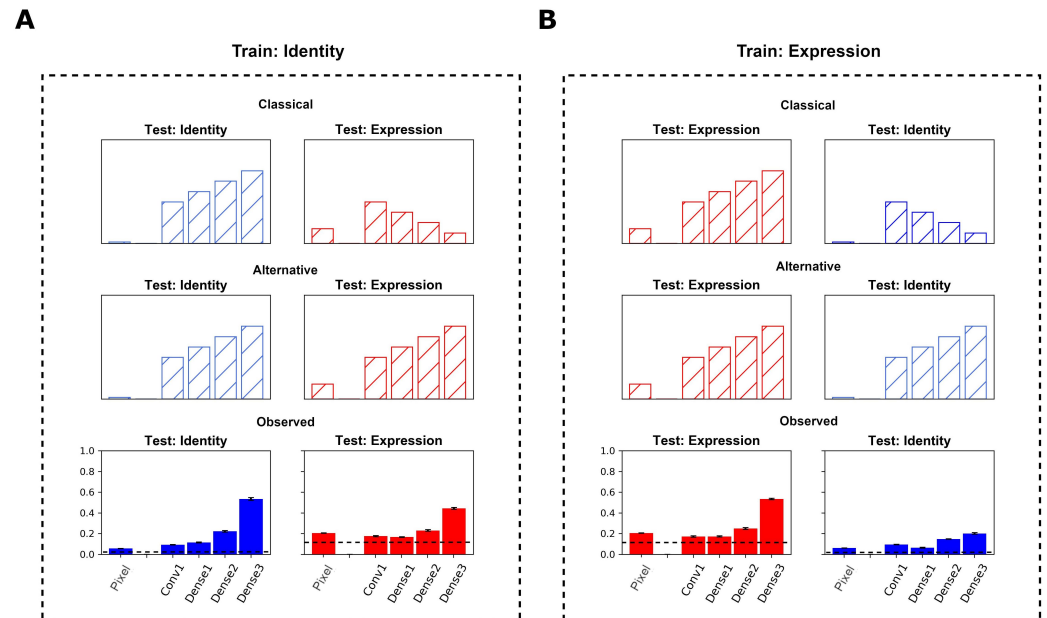 A
Train: Identity
Classical
Test: Identity
Test: Expression
Alternative
Test: Identity
Test: Expression
Observed
Test: Identity
Test: Expression
1.0
0.8
0.6
0.4
0.2
0.0
Pixel
Conv1
Dense1
Dense2
Dense3
Pixel
Conv1
Dense1
Dense2
Dense3
B
Train: Expression
Classical
Test: Expression
Test: Identity
Alternative
Test: Expression
Test: Identity
Observed
Test: Expression
Test: Identity
1.0
0.8
0.6
0.4
0.2
0.0
Pixel
Conv1
Dense1
Dense2
Dense3
Pixel
Conv1
Dense1
Dense2
Dense3